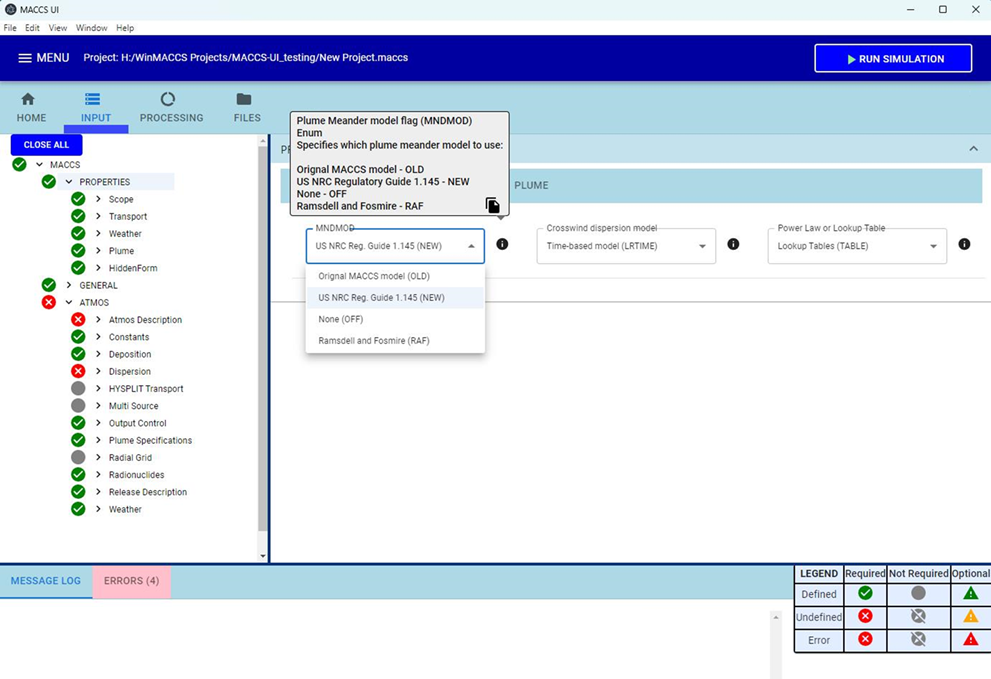 MACCS UI
File Edit View Window Help
MENU Project: H:/WinMACCS Projects/MACCS-UI_testing/New Project.maccs RUN SIMULATION
HOME INPUT PROCESSING FILES
CLOSE ALL
MACCS
PROPERTIES
Scope
Transport
Weather
Plume
HiddenForm
GENERAL
ATMOS
Atmos Description
Constants
Deposition
Dispersion
HYSPLIT Transport
Multi Source
Output Control
Plume Specifications
Radial Grid
Radionuclides
Release Description
Weather
Plume Meander model flag (MNDMOD)
Enum
Specifies which plume meander model to use:
Orignal MACCS model - OLD
US NRC Regulatory Guide 1.145 - NEW
None - OFF
Ramsdell and Fosmire - RAF
PLUME
MNDMOD
US NRC Reg. Guide 1.145 (NEW)
Orignal MACCS model (OLD)
US NRC Reg. Guide 1.145 (NEW)
None (OFF)
Ramsdell and Fosmire (RAF)
Crosswind dispersion model
Time-based model (LRTIME)
Power Law or Lookup Table
Lookup Tables (TABLE)
MESSAGE LOG ERRORS (4)
LEGEND Required Not Required Optional
Defined
Undefined
Error